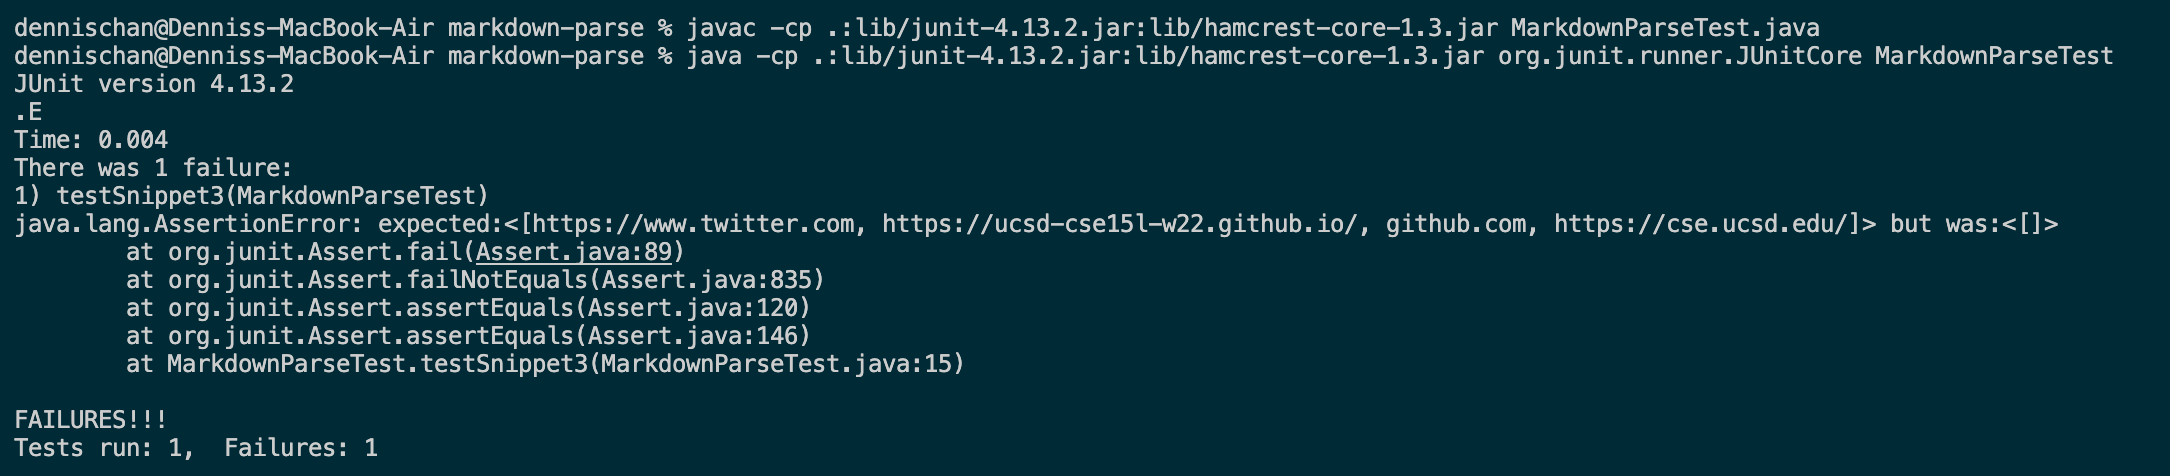 dennischan@Denniss-MacBook-Air markdown-parse % javac -cp .:lib/junit-4.13.2.jar:lib/hamcrest-core-1.3.jar MarkdownParseTest.java
dennischan@Denniss-MacBook-Air markdown-parse % java -cp .:lib/junit-4.13.2.jar:lib/hamcrest-core-1.3.jar org.junit.runner.JUnitCore MarkdownParseTest
JUnit version 4.13.2
.E
Time: 0.004
There was 1 failure:
1) testSnippet3(MarkdownParseTest)
java.lang.AssertionError: expected:<[https://www.twitter.com, https://ucsd-cse15l-w22.github.io/, github.com, https://cse.ucsd.edu/]> but was:<[]>
        at org.junit.Assert.fail(Assert.java:89)
        at org.junit.Assert.failNotEquals(Assert.java:835)
        at org.junit.Assert.assertEquals(Assert.java:120)
        at org.junit.Assert.assertEquals(Assert.java:146)
        at MarkdownParseTest.testSnippet3(MarkdownParseTest.java:15)

FAILURES!!!
Tests run: 1,  Failures: 1